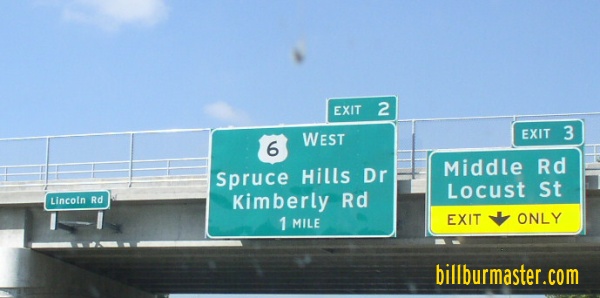 Lincoln Rd
EXIT 2
6 WEST
Spruce Hills Dr
Kimberly Rd
1 MILE
EXIT 3
Middle Rd
Locust St
EXIT ONLY
billburmaster.com